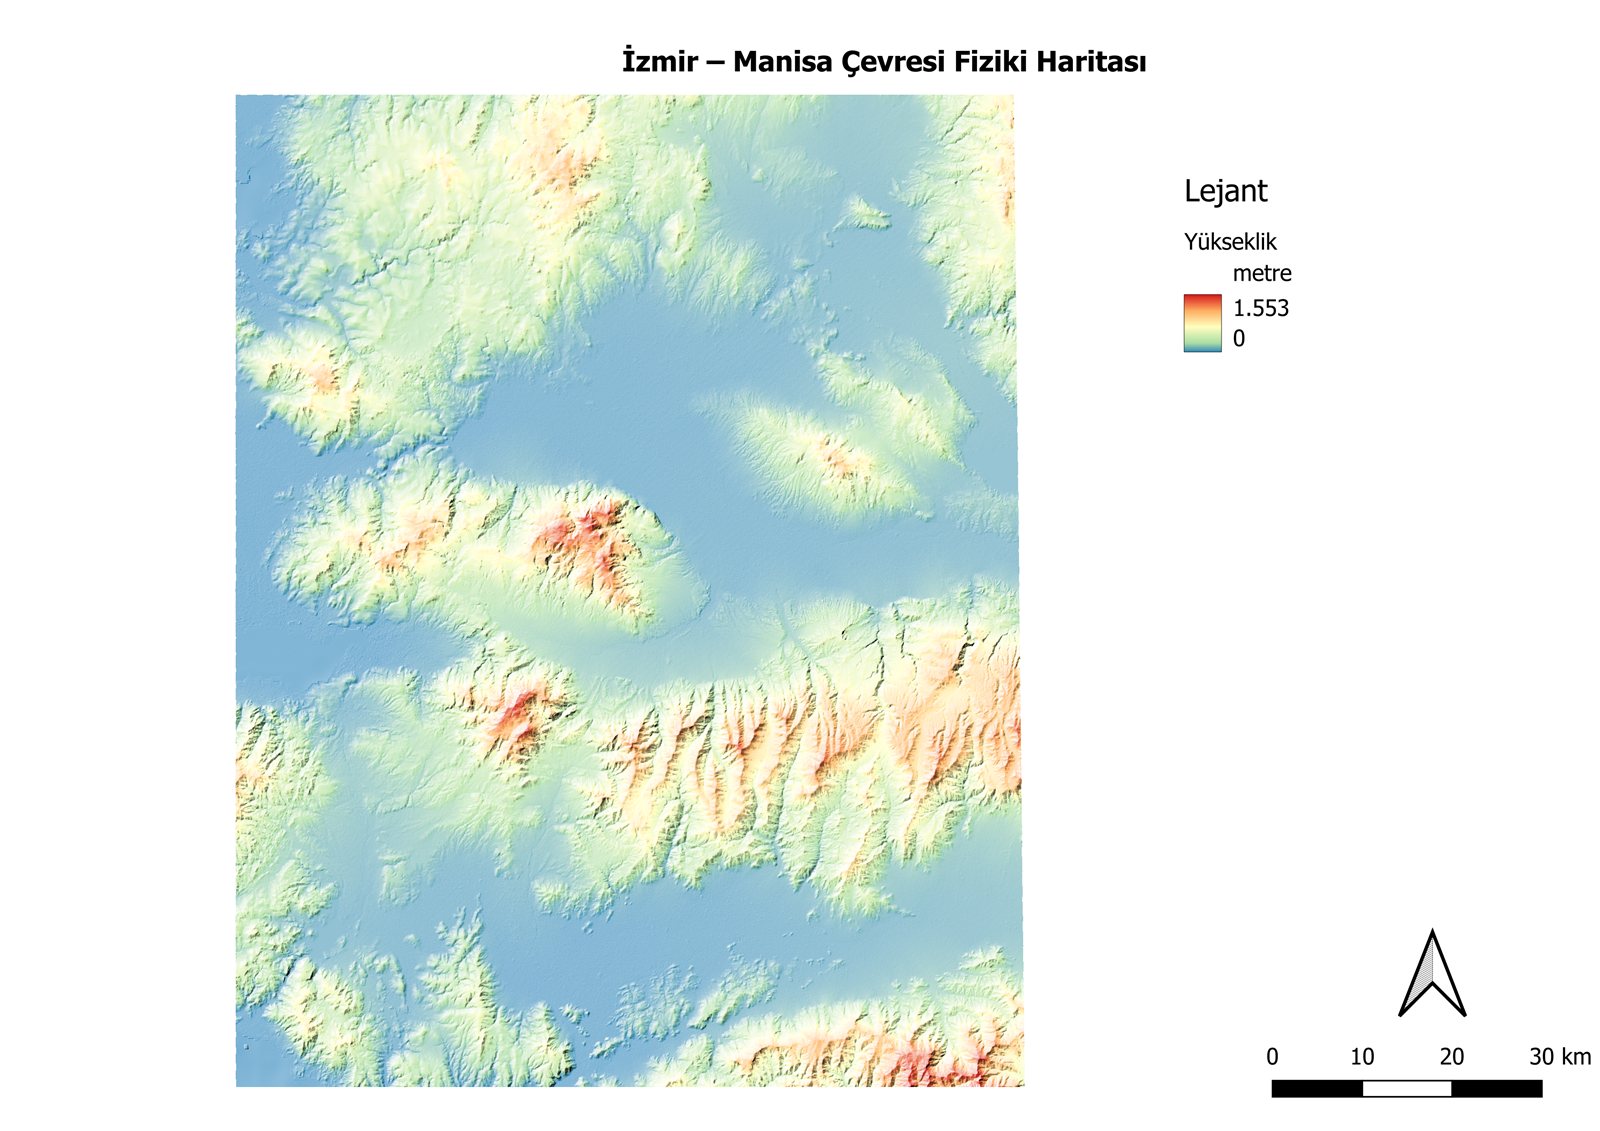 İzmir – Manisa Çevresi Fiziki Haritası
Lejant
Yükseklik
metre
1.553
0
0 10 20 30 km